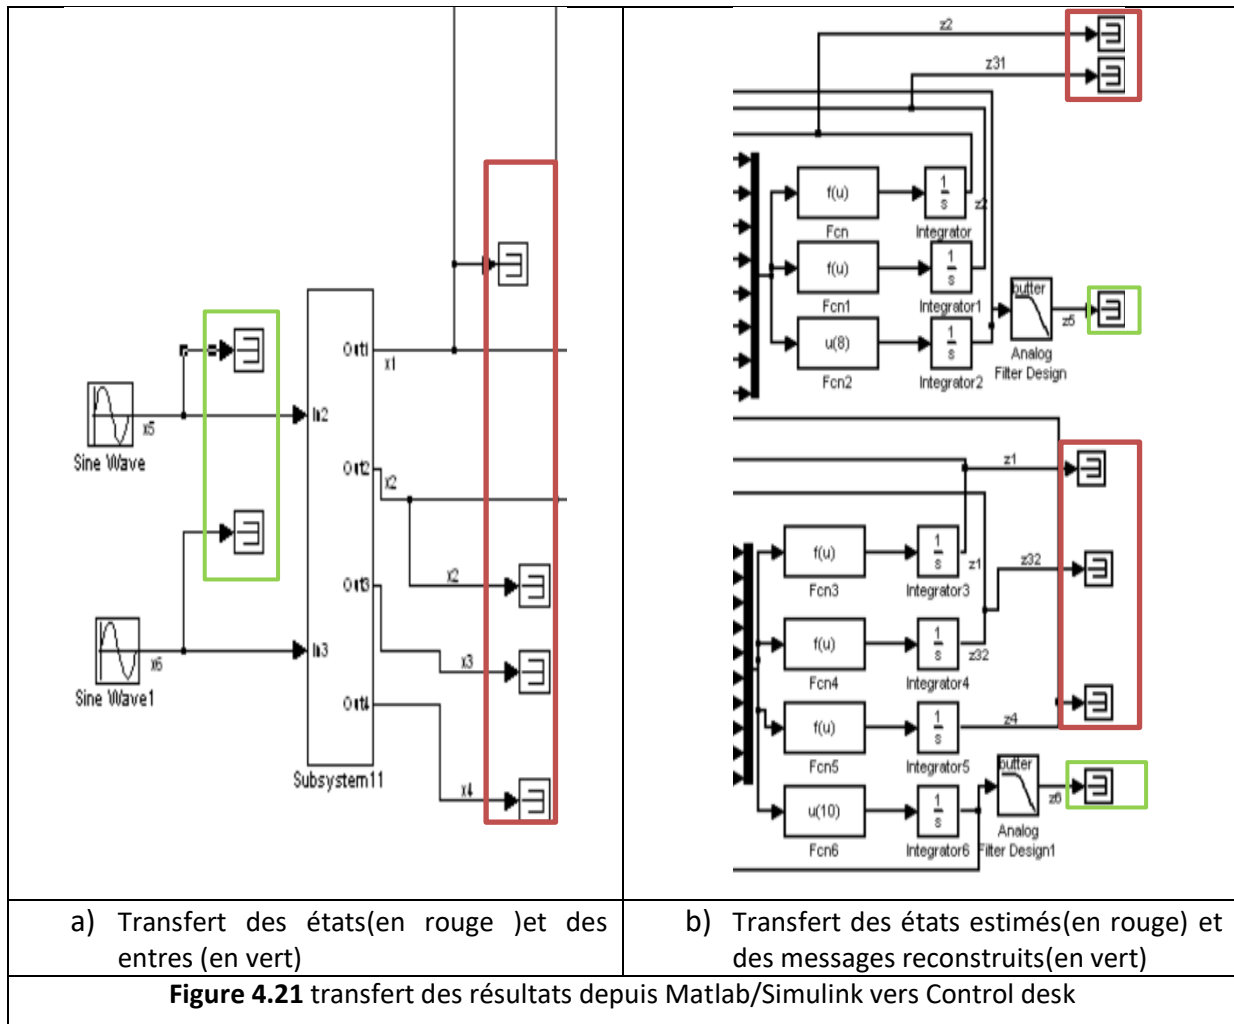 x5
Sine Wave
x6
Sine Wave1
In2
In3
Out1
Out2
Out3
Out4
Subsystem11
x1
x2
x2
x3
x4
z2
z31
f(u)
Fcn
1
s
z2
Integrator
f(u)
Fcn1
1
s
Integrator1
u(8)
Fcn2
1
s
Integrator2
butter
z5
Analog
Filter Design
z1
f(u)
Fcn3
1
s
z1
Integrator3
z32
f(u)
Fcn4
1
s
z32
Integrator4
f(u)
Fcn5
1
s
z4
Integrator5
u(10)
Fcn6
1
s
Integrator6
butter
z6
Analog
Filter Design1
a) Transfert des états(en rouge )et des
entres (en vert)
b) Transfert des états estimés(en rouge) et
des messages reconstruits(en vert)
Figure 4.21 transfert des résultats depuis Matlab/Simulink vers Control desk